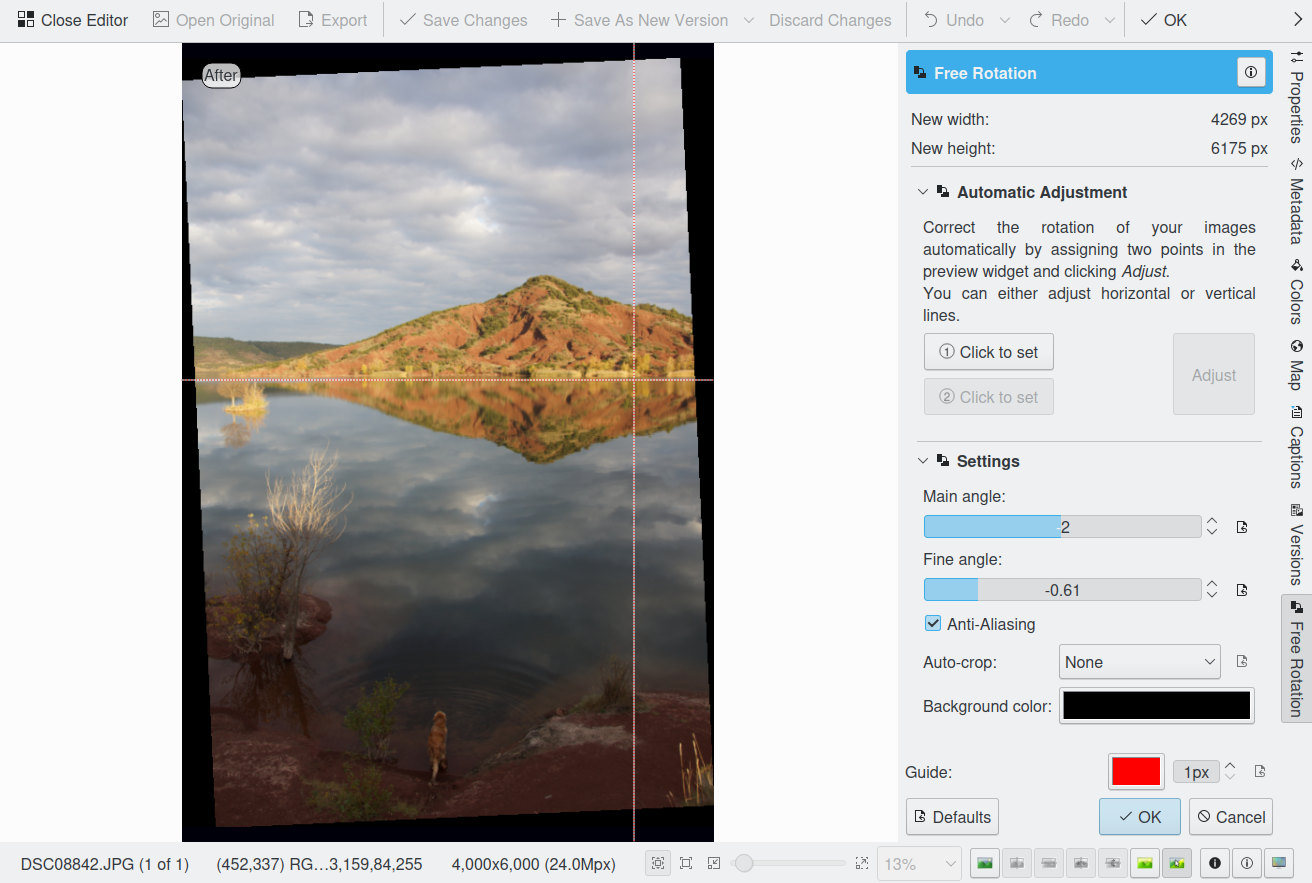 Close Editor Open Original Export Save Changes Save As New Version Discard Changes Undo Redo OK
After
Free Rotation
New width: 4269 px
New height: 6175 px
Automatic Adjustment
Correct the rotation of your images
automatically by assigning two points in the
preview widget and clicking Adjust.
You can either adjust horizontal or vertical
lines.
① Click to set
② Click to set
Adjust
Settings
Main angle:
-2
Fine angle:
-0.61
Anti-Aliasing
Auto-crop: None
Background color:
Guide: 1px
Defaults OK Cancel
Properties
Metadata
Colors
Map
Captions
Versions
Free Rotation
DSC08842.JPG (1 of 1) (452,337) RG...3,159,84,255 4,000x6,000 (24.0Mpx) 13%